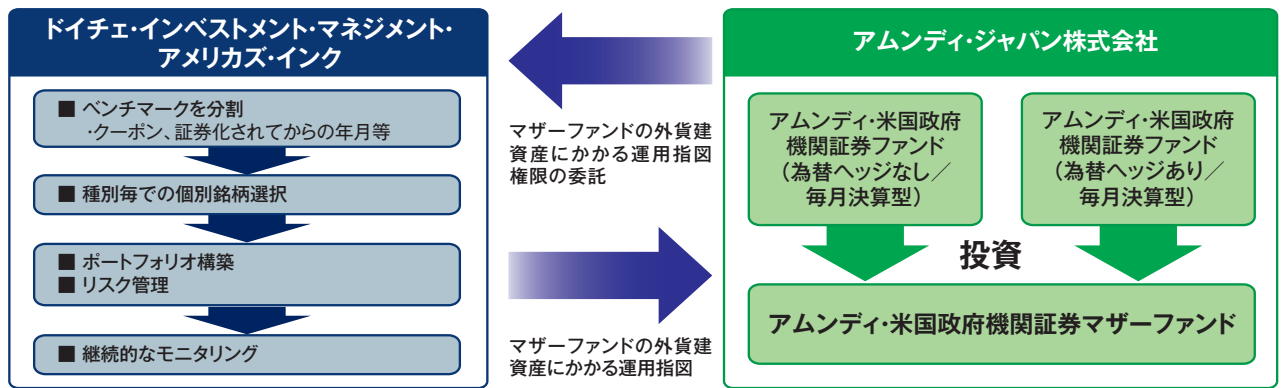 ドイチェ・インベストメント・マネジメント・
アメリカズ・インク
■ ベンチマークを分割
・クーポン、証券化されてからの年月等
■ 種別毎での個別銘柄選択
■ ポートフォリオ構築
■ リスク管理
■ 継続的なモニタリング
マザーファンドの外貨建
資産にかかる運用指図
権限の委託
マザーファンドの外貨建
資産にかかる運用指図
アムンディ・ジャパン株式会社
アムンディ・米国政府
機関証券ファンド
（為替ヘッジなし／
毎月決算型）
アムンディ・米国政府
機関証券ファンド
（為替ヘッジあり／
毎月決算型）
投資
アムンディ・米国政府機関証券マザーファンド